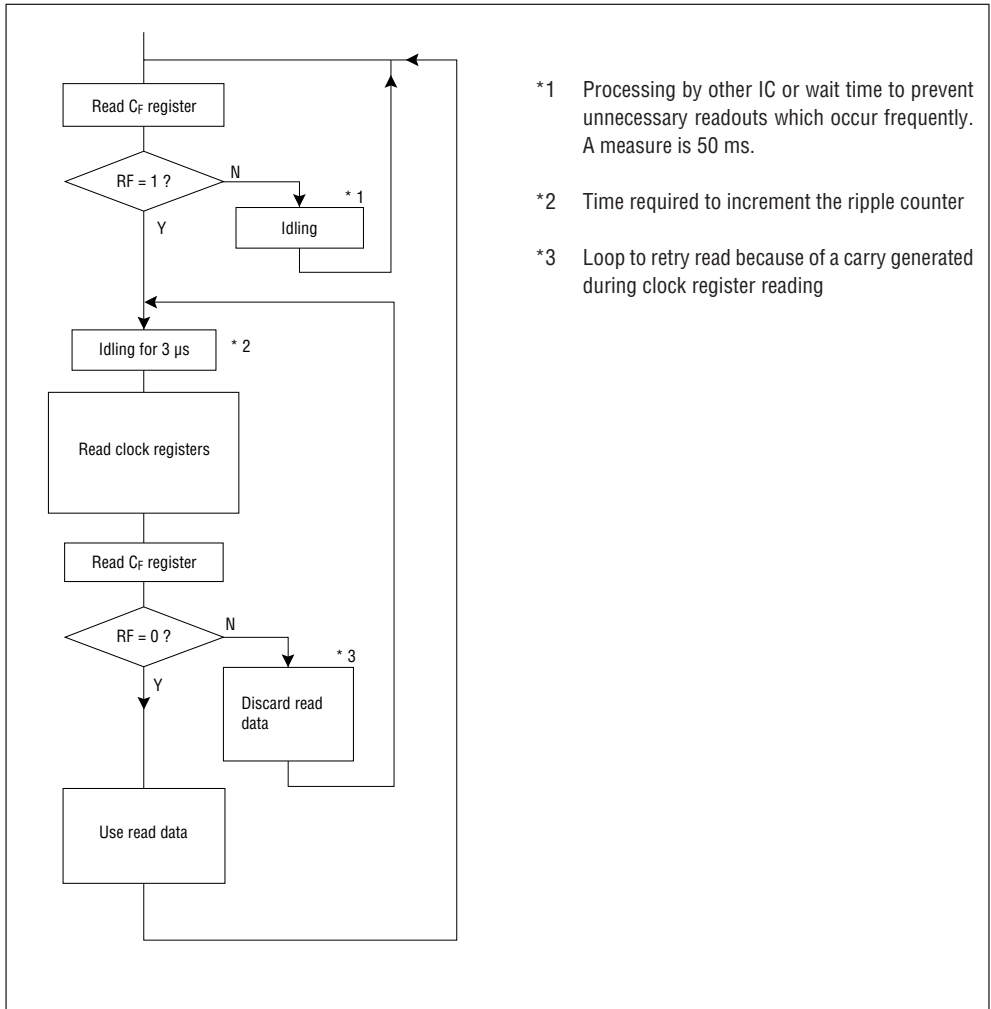 Read CF register
RF = 1 ?
N
Y
* 1
Idling
Idling for 3 µs
* 2
Read clock registers
Read CF register
RF = 0 ?
N
Y
* 3
Discard read
data
Use read data
*1 Processing by other IC or wait time to prevent
unnecessary readouts which occur frequently.
A measure is 50 ms.
*2 Time required to increment the ripple counter
*3 Loop to retry read because of a carry generated
during clock register reading